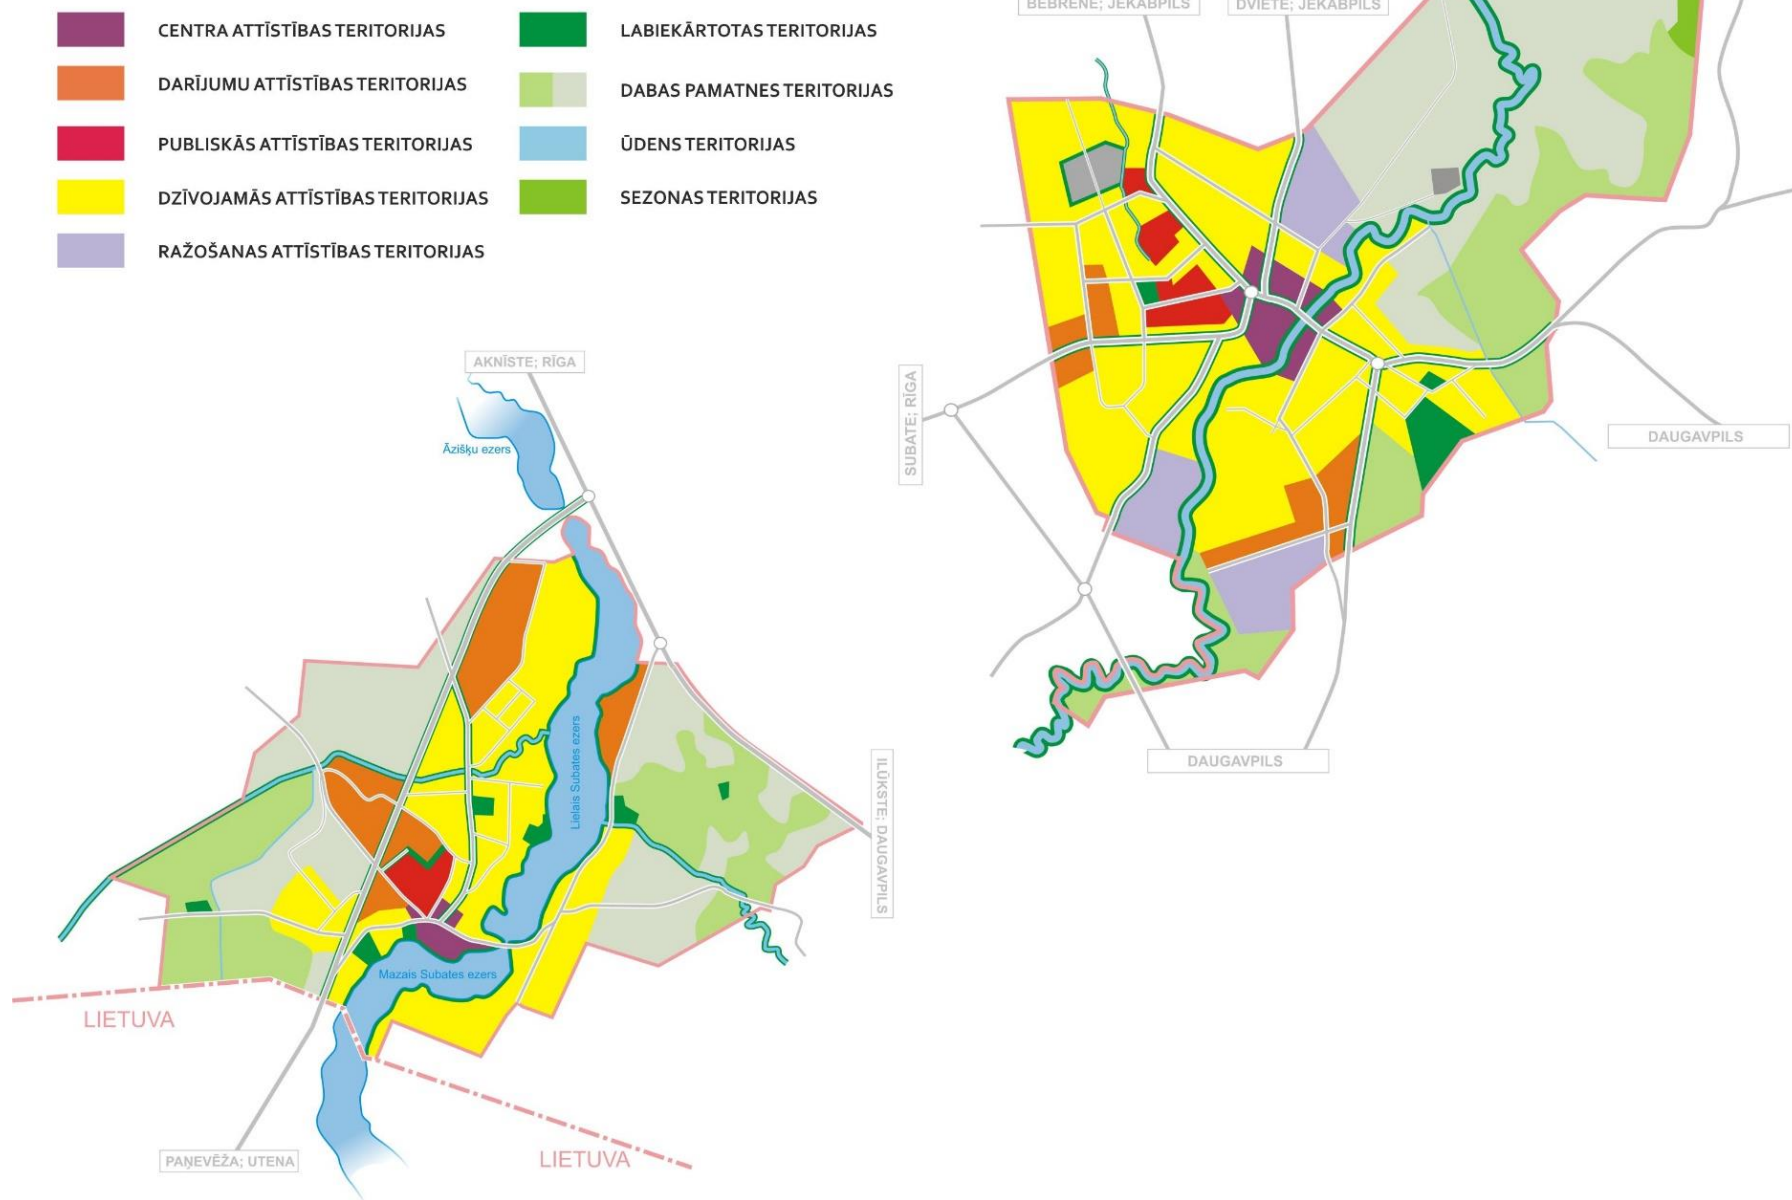 CENTRA ATTĪSTĪBAS TERITORIJAS
DARĪJUMU ATTĪSTĪBAS TERITORIJAS
PUBLISKĀS ATTĪSTĪBAS TERITORIJAS
DZĪVOJAMĀS ATTĪSTĪBAS TERITORIJAS
RAŽOŠANAS ATTĪSTĪBAS TERITORIJAS
LABIEKĀRTOTAS TERITORIJAS
DABAS PAMATNES TERITORIJAS
ŪDENS TERITORIJAS
SEZONAS TERITORIJAS
BEBRENE; JĒKABPILS
DVIETE; JĒKABPILS
SUBATE; RĪGA
DAUGAVPILS
DAUGAVPILS
AKNĪSTE; RĪGA
Āzišķu ezers
Lielais Subates ezers
ILŪKSTE; DAUGAVPILS
Mazais Subates ezers
LIETUVA
LIETUVA
PAŅEVĒŽA; UTENA